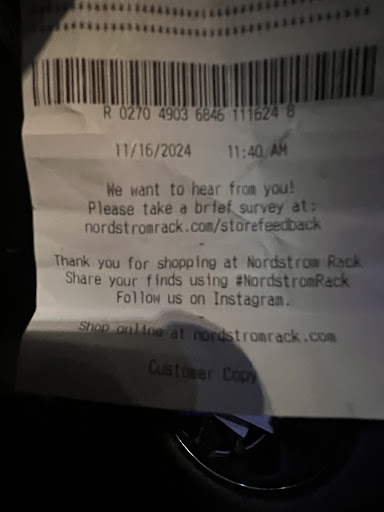 R 0270 4903 6846 111624 8
11/16/2024 11:40 AM
We want to hear from you!
Please take a brief survey at:
nordstromrack.com/storefeedback
Thank you for shopping at Nordstrom Rack
Share your finds using #NordstromRack
Follow us on Instagram.
Shop online at nordstromrack.com
Customer Copy